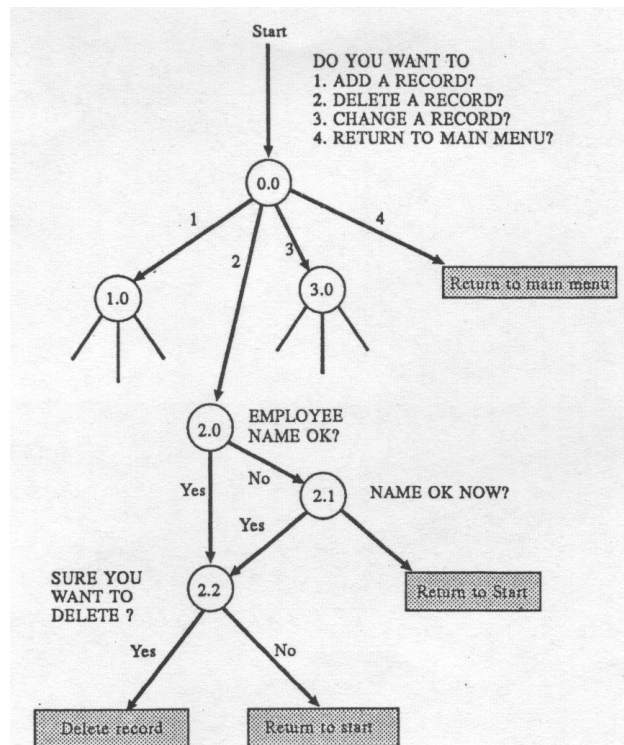 Start
DO YOU WANT TO
1. ADD A RECORD?
2. DELETE A RECORD?
3. CHANGE A RECORD?
4. RETURN TO MAIN MENU?
0.0
1
2
3
4
Return to main menu
1.0
3.0
2.0
EMPLOYEE
NAME OK?
Yes
No
2.1
NAME OK NOW?
Yes
SURE YOU
WANT TO
DELETE ?
2.2
Return to Start
Yes
No
Delete record
Return to start